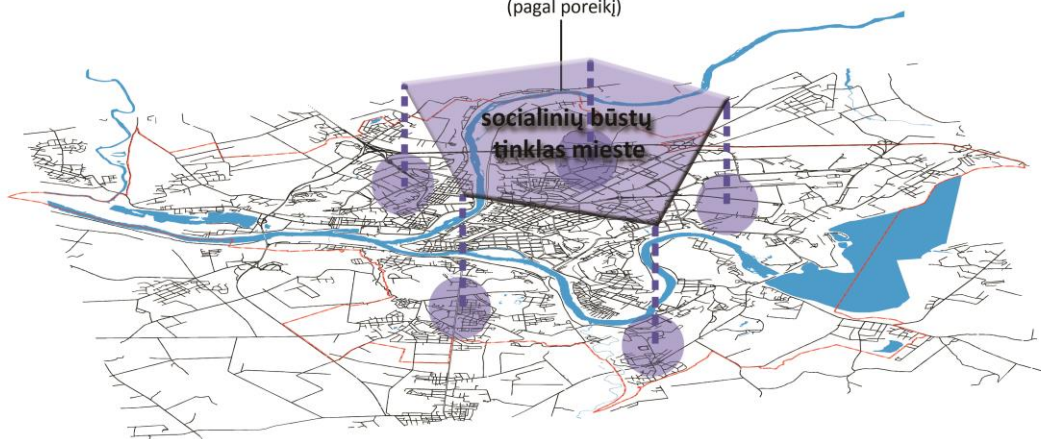 (pagal poreikį)
socialinių būstų
tinklas mieste